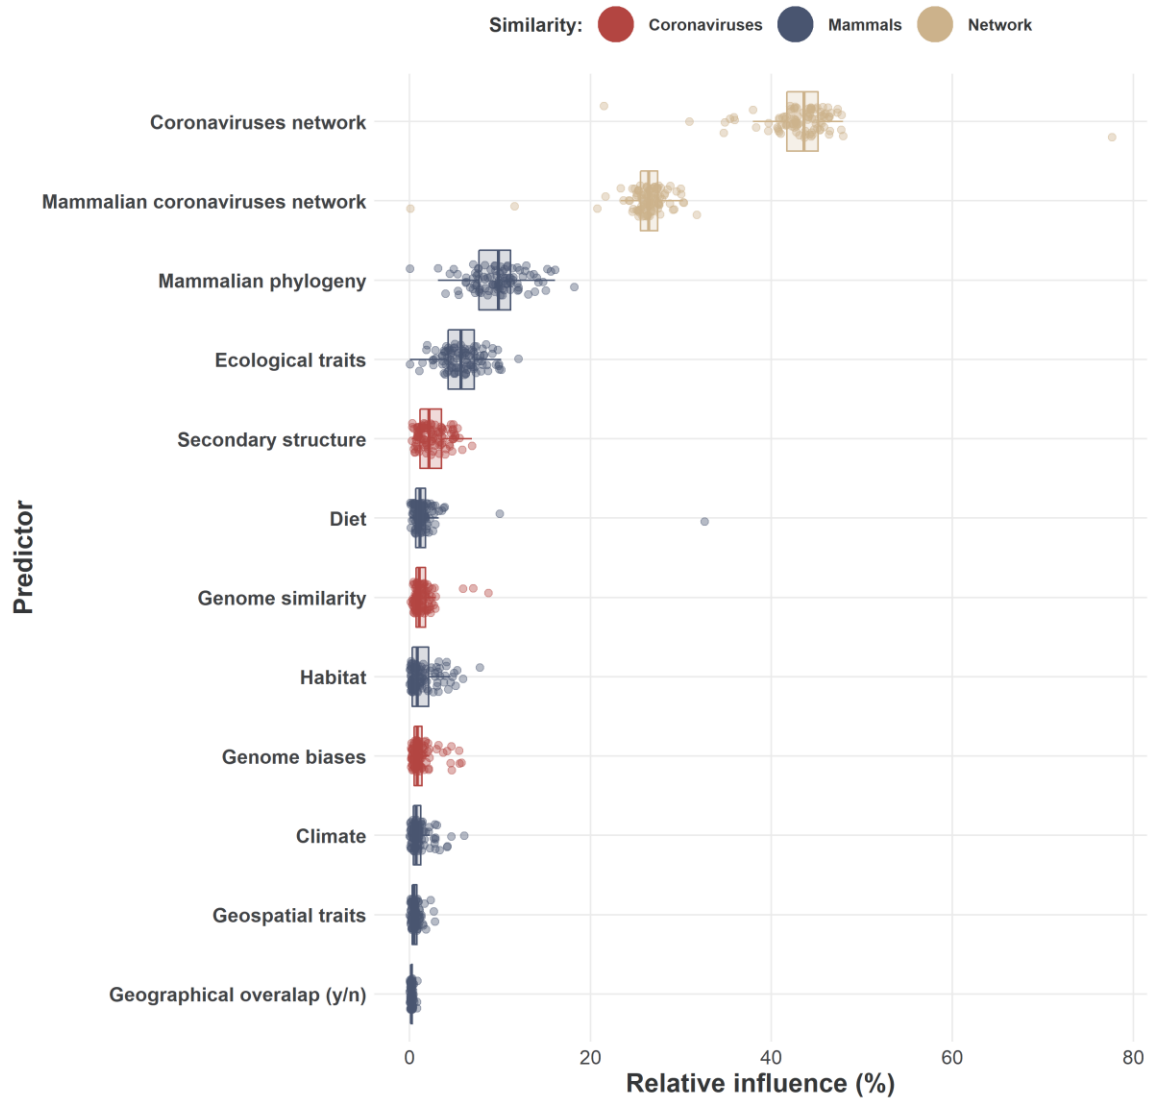 Similarity: Coronaviruses Mammals Network
Coronaviruses network
Mammalian coronaviruses network
Mammalian phylogeny
Ecological traits
Secondary structure
Diet
Genome similarity
Habitat
Genome biases
Climate
Geospatial traits
Geographical overalap (y/n)
Predictor
0 20 40 60 80
Relative influence (%)